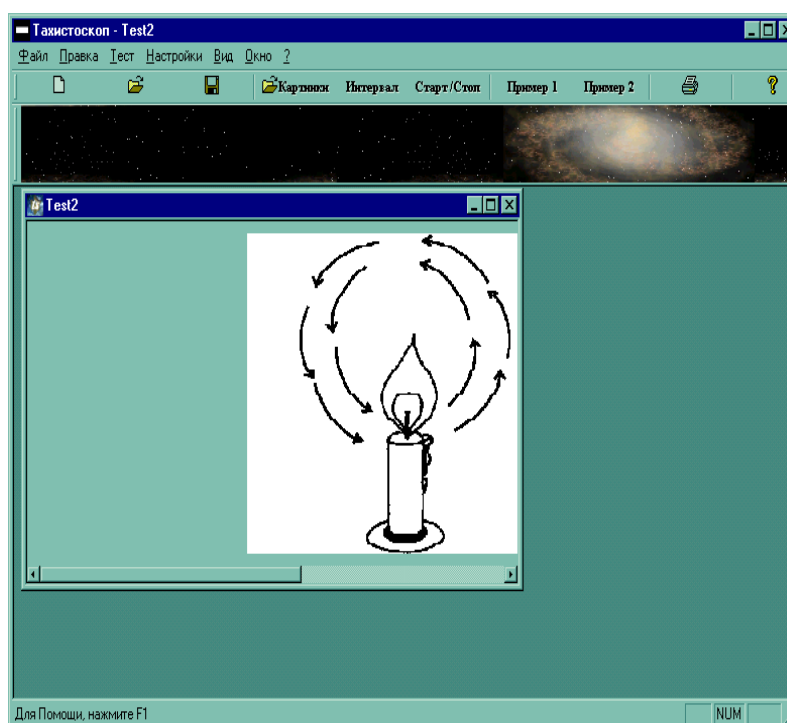 Тахистоскоп - Test2
Файл Правка Тест Настройки Вид Окно ?
Картинки Интервал Старт/Стоп Пример 1 Пример 2
Test2
Для Помощи, нажмите F1 NUM